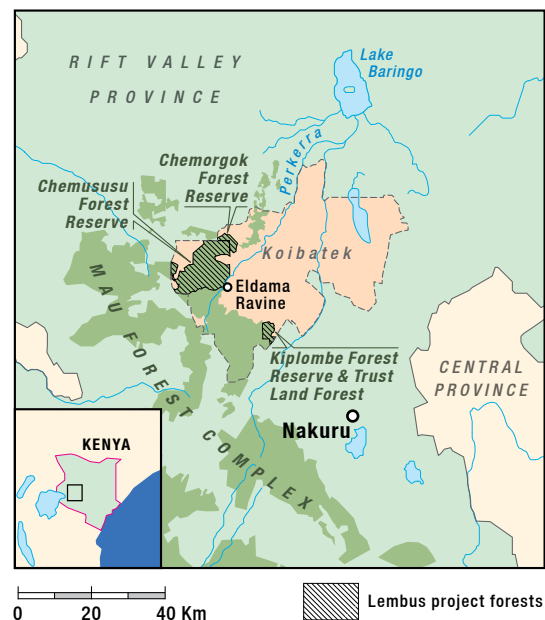 RIFT VALLEY
PROVINCE
Lake
Baringo
Perkerra
Chemorgok
Forest
Reserve
Chemususu
Forest
Reserve
Koibatek
Eldama
Ravine
MAU FOREST COMPLEX
Kiplombe Forest
Reserve & Trust
Land Forest
CENTRAL
PROVINCE
Nakuru
KENYA
0 20 40 Km
Lembus project forests